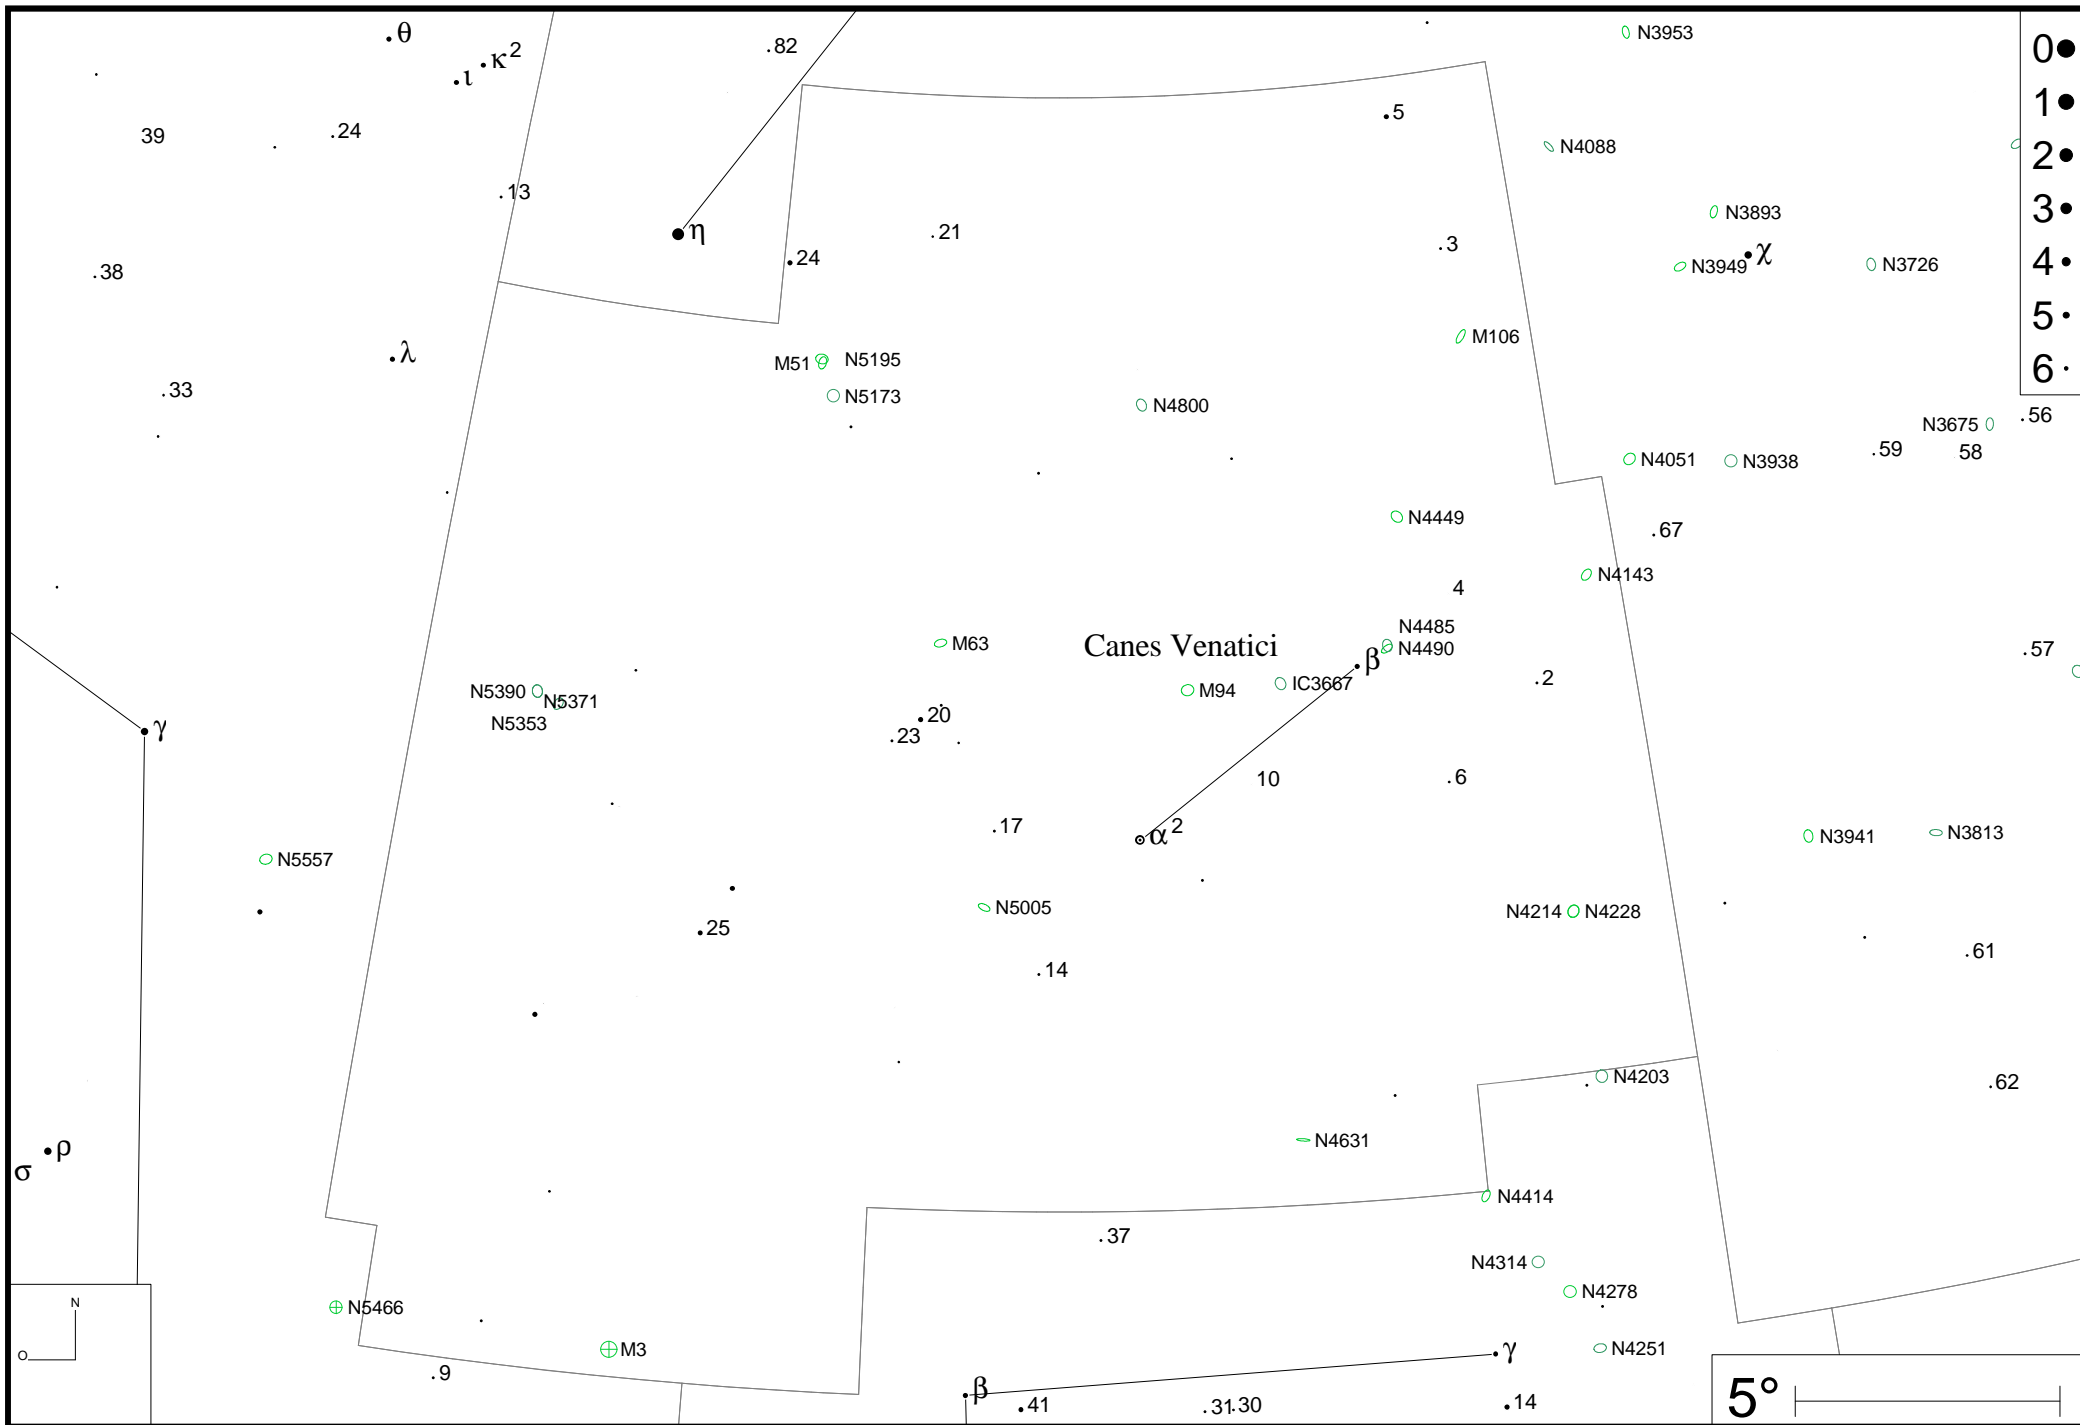 θ
κ²
ι
.82
N3953
0
1
2
3
4
5
6
39
.24
.5
N4088
.13
η
.21
.3
N3893
χ
N3949
N3726
.38
.24
λ
M51
N5195
N5173
M106
.33
N4800
N3675
.56
.59
58
N4051
N3938
N4449
.67
N4143
4
M63
Canes Venatici
β
N4485
N4490
.57
N5390
N5371
N5353
M94
IC3667
.2
γ
.20
.23
10
.6
.17
α²
N3941
N3813
N5557
.25
N5005
N4214
N4228
.14
.61
ρ
σ
N4203
.62
N4631
N4414
.37
N4314
N4278
N
O
N5466
M3
N4251
.9
β
γ
.41
.31
.30
.14
5°